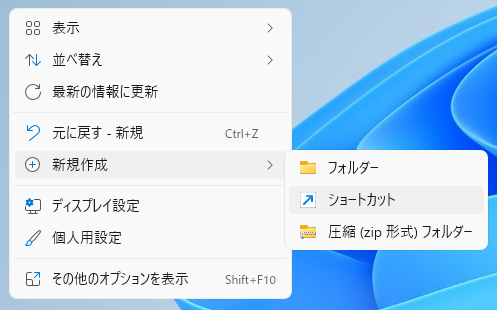 表示
並べ替え
最新の情報に更新
元に戻す - 新規 Ctrl+Z
新規作成
フォルダー
ショートカット
圧縮 (zip 形式) フォルダー
ディスプレイ設定
個人用設定
その他のオプションを表示 Shift+F10